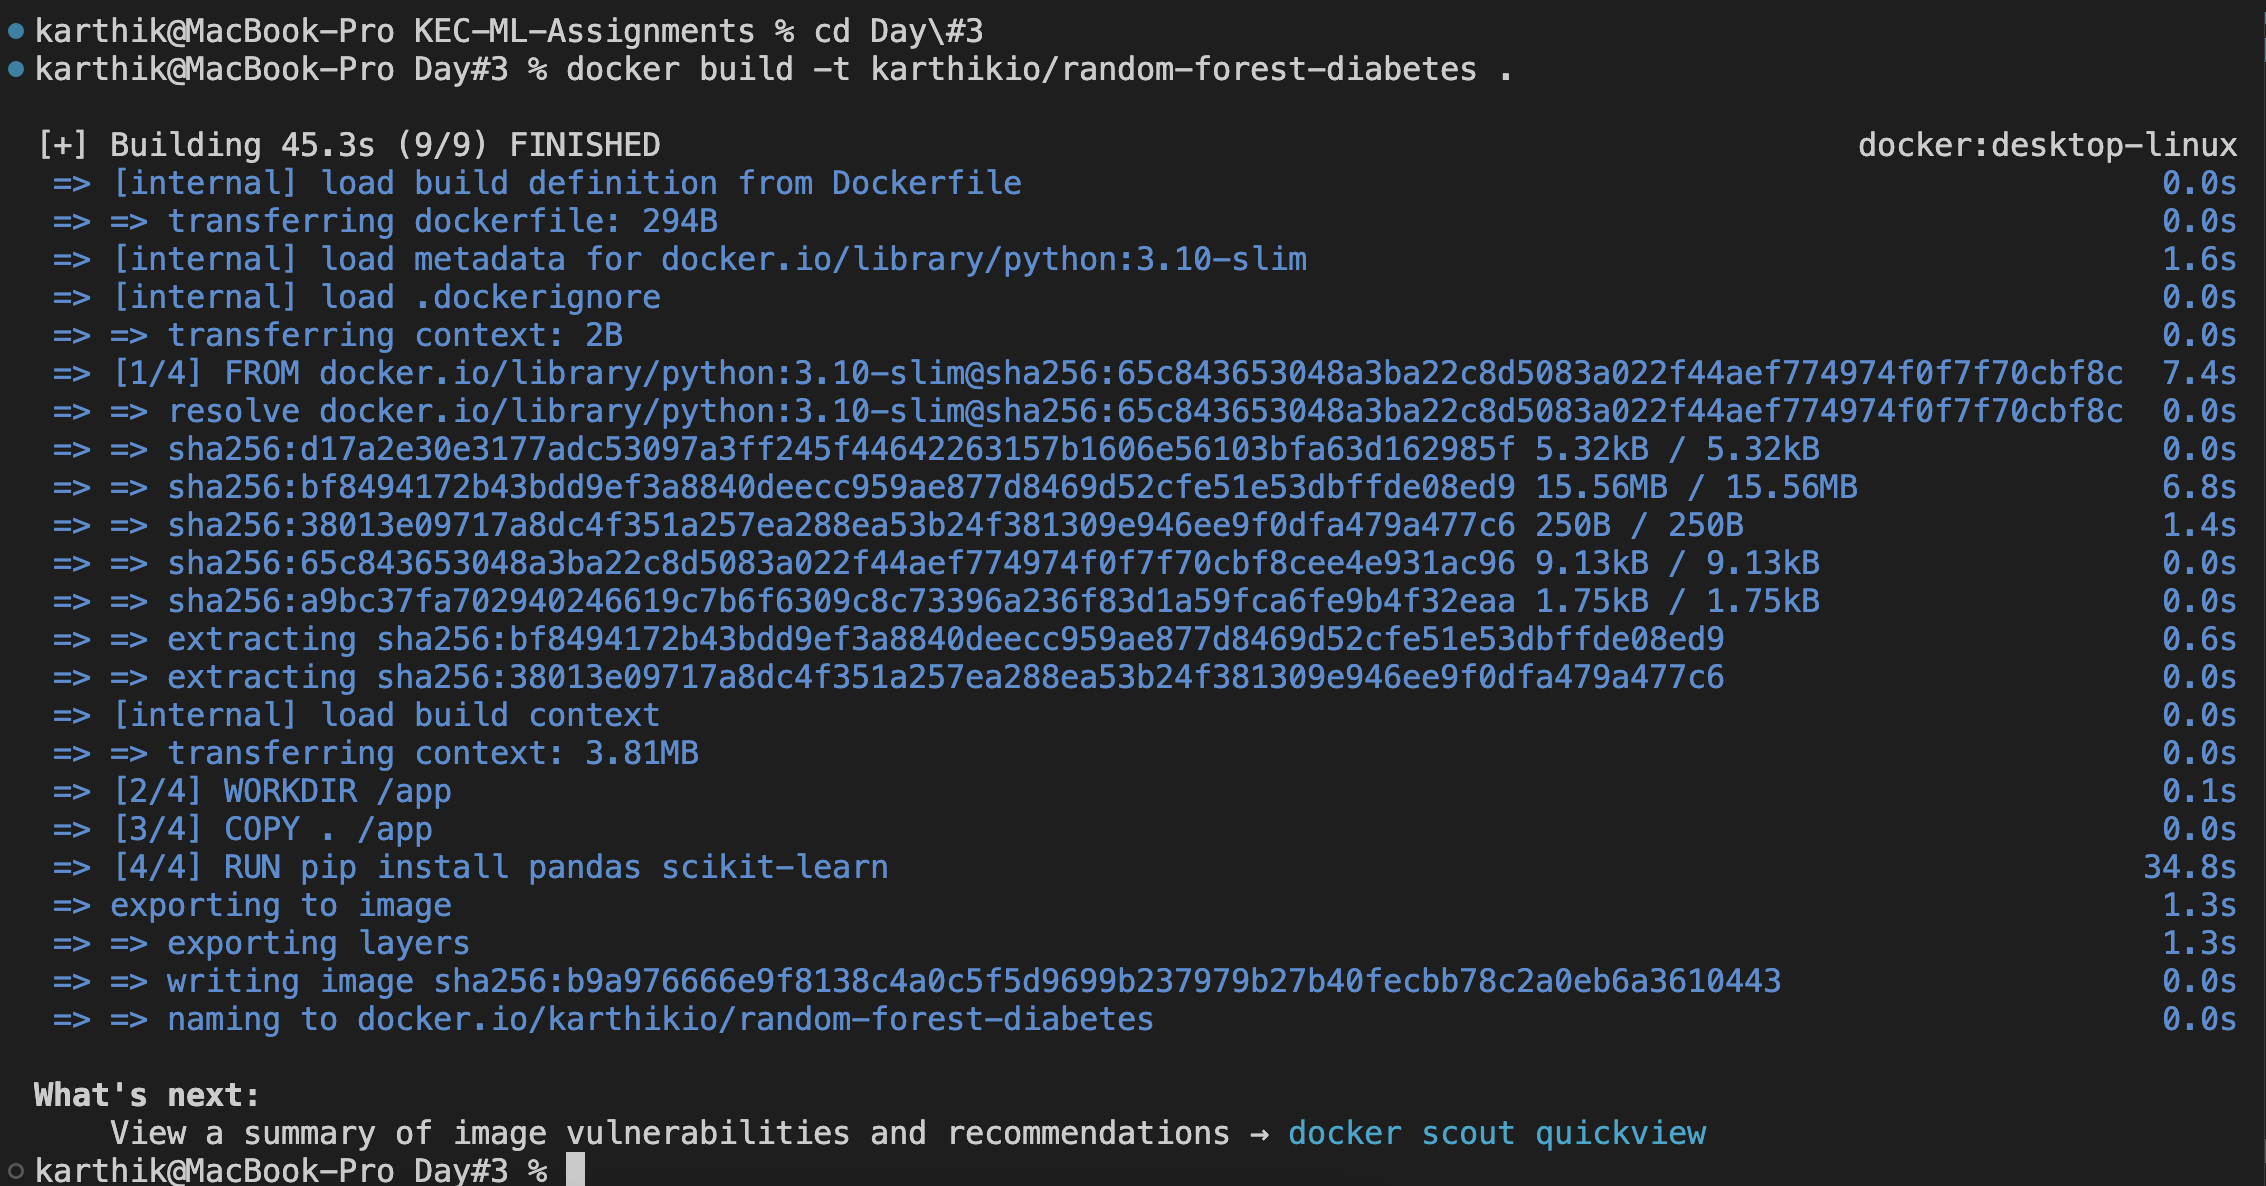 karthik@MacBook-Pro KEC-ML-Assignments % cd Day\#3
karthik@MacBook-Pro Day#3 % docker build -t karthikio/random-forest-diabetes .
[+] Building 45.3s (9/9) FINISHED docker:desktop-linux
=> [internal] load build definition from Dockerfile 0.0s
=> => transferring dockerfile: 294B 0.0s
=> [internal] load metadata for docker.io/library/python:3.10-slim 1.6s
=> [internal] load .dockerignore 0.0s
=> => transferring context: 2B 0.0s
=> [1/4] FROM docker.io/library/python:3.10-slim@sha256:65c843653048a3ba22c8d5083a022f44aef774974f0f7f70cbf8c 7.4s
=> => resolve docker.io/library/python:3.10-slim@sha256:65c843653048a3ba22c8d5083a022f44aef774974f0f7f70cbf8c 0.0s
=> => sha256:d17a2e30e3177adc53097a3ff245f44642263157b1606e56103bfa63d162985f 5.32kB / 5.32kB 0.0s
=> => sha256:bf8494172b43bdd9ef3a8840deecc959ae877d8469d52cfe51e53dbffde08ed9 15.56MB / 15.56MB 6.8s
=> => sha256:38013e09717a8dc4f351a257ea288ea53b24f381309e946ee9f0dfa479a477c6 250B / 250B 1.4s
=> => sha256:65c843653048a3ba22c8d5083a022f44aef774974f0f7f70cbf8cee4e931ac96 9.13kB / 9.13kB 0.0s
=> => sha256:a9bc37fa702940246619c7b6f6309c8c73396a236f83d1a59fca6fe9b4f32eaa 1.75kB / 1.75kB 0.0s
=> => extracting sha256:bf8494172b43bdd9ef3a8840deecc959ae877d8469d52cfe51e53dbffde08ed9 0.6s
=> => extracting sha256:38013e09717a8dc4f351a257ea288ea53b24f381309e946ee9f0dfa479a477c6 0.0s
=> [internal] load build context 0.0s
=> => transferring context: 3.81MB 0.0s
=> [2/4] WORKDIR /app 0.1s
=> [3/4] COPY . /app 0.0s
=> [4/4] RUN pip install pandas scikit-learn 34.8s
=> exporting to image 1.3s
=> => exporting layers 1.3s
=> => writing image sha256:b9a976666e9f8138c4a0c5f5d9699b237979b27b40fecbb78c2a0eb6a3610443 0.0s
=> => naming to docker.io/karthikio/random-forest-diabetes 0.0s
What's next:
View a summary of image vulnerabilities and recommendations → docker scout quickview
karthik@MacBook-Pro Day#3 %